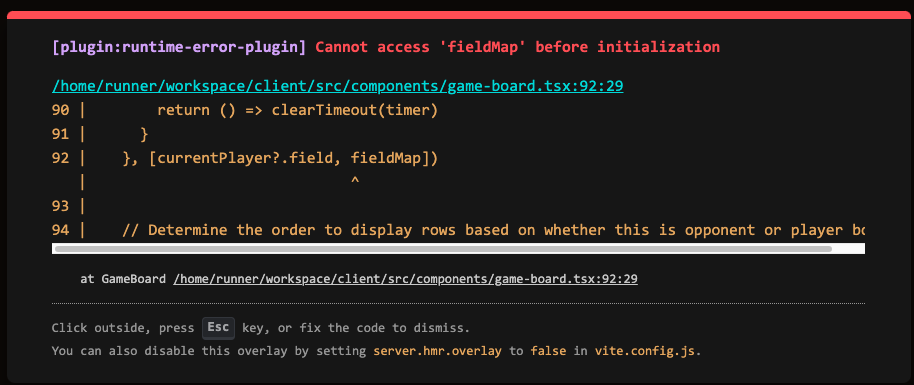 [plugin:runtime-error-plugin] Cannot access 'fieldMap' before initialization
/home/runner/workspace/client/src/components/game-board.tsx:92:29
90 |        return () => clearTimeout(timer)
91 |      }
92 |    }, [currentPlayer?.field, fieldMap])
   |                              ^
93 |
94 |    // Determine the order to display rows based on whether this is opponent or player
at GameBoard /home/runner/workspace/client/src/components/game-board.tsx:92:29
Click outside, press Esc key, or fix the code to dismiss.
You can also disable this overlay by setting server.hmr.overlay to false in vite.config.js.